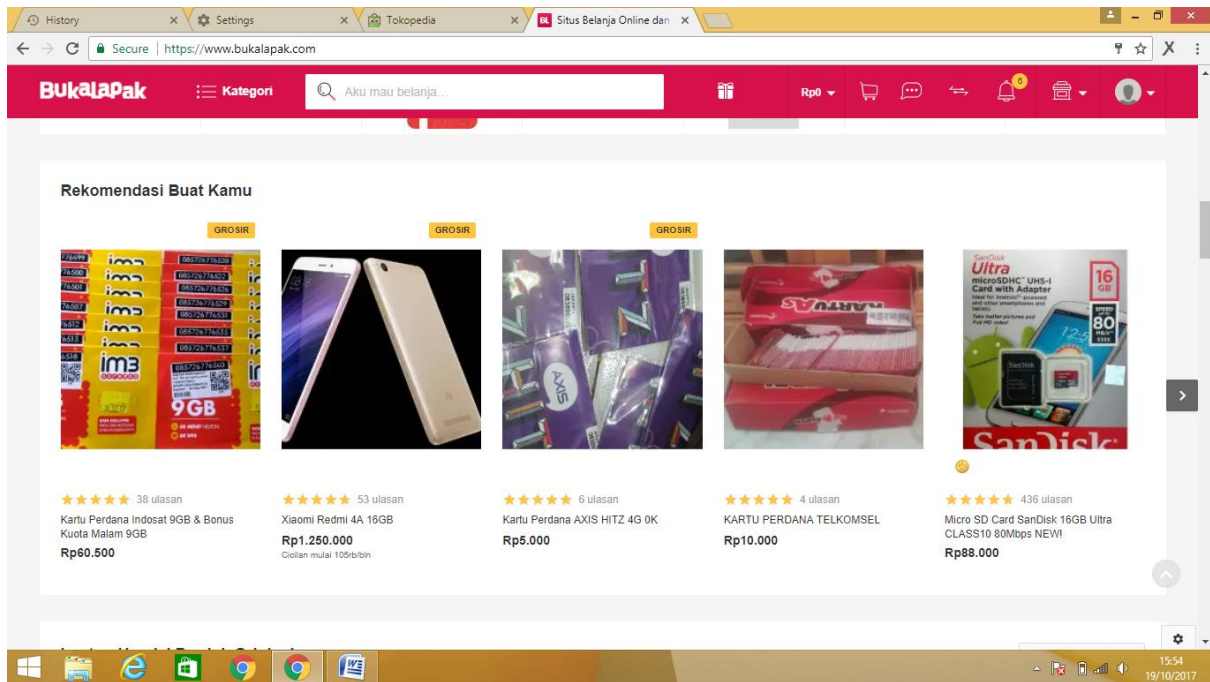 History
Settings
Tokopedia
BL Situs Belanja Online dan
Secure https://www.bukalapak.com
BukaLapak
Kategori
Aku mau belanja...
Rp0
6
Rekomendasi Buat Kamu
GROSIR
GROSIR
GROSIR
im3
9GB
AXIS
KARTU As
SanDisk
Ultra
microSDHC UHS-I
Card with Adapter
16
GB
80
SanDisk
38 ulasan
53 ulasan
6 ulasan
4 ulasan
436 ulasan
Kartu Perdana Indosat 9GB & Bonus
Kuota Malam 9GB
Rp60.500
Xiaomi Redmi 4A 16GB
Rp1.250.000
Cicilan mulai 105rb/bln
Kartu Perdana AXIS HITZ 4G 0K
Rp5.000
KARTU PERDANA TELKOMSEL
Rp10.000
Micro SD Card SanDisk 16GB Ultra
CLASS10 80Mbps NEW!
Rp88.000
15:54
19/10/2017